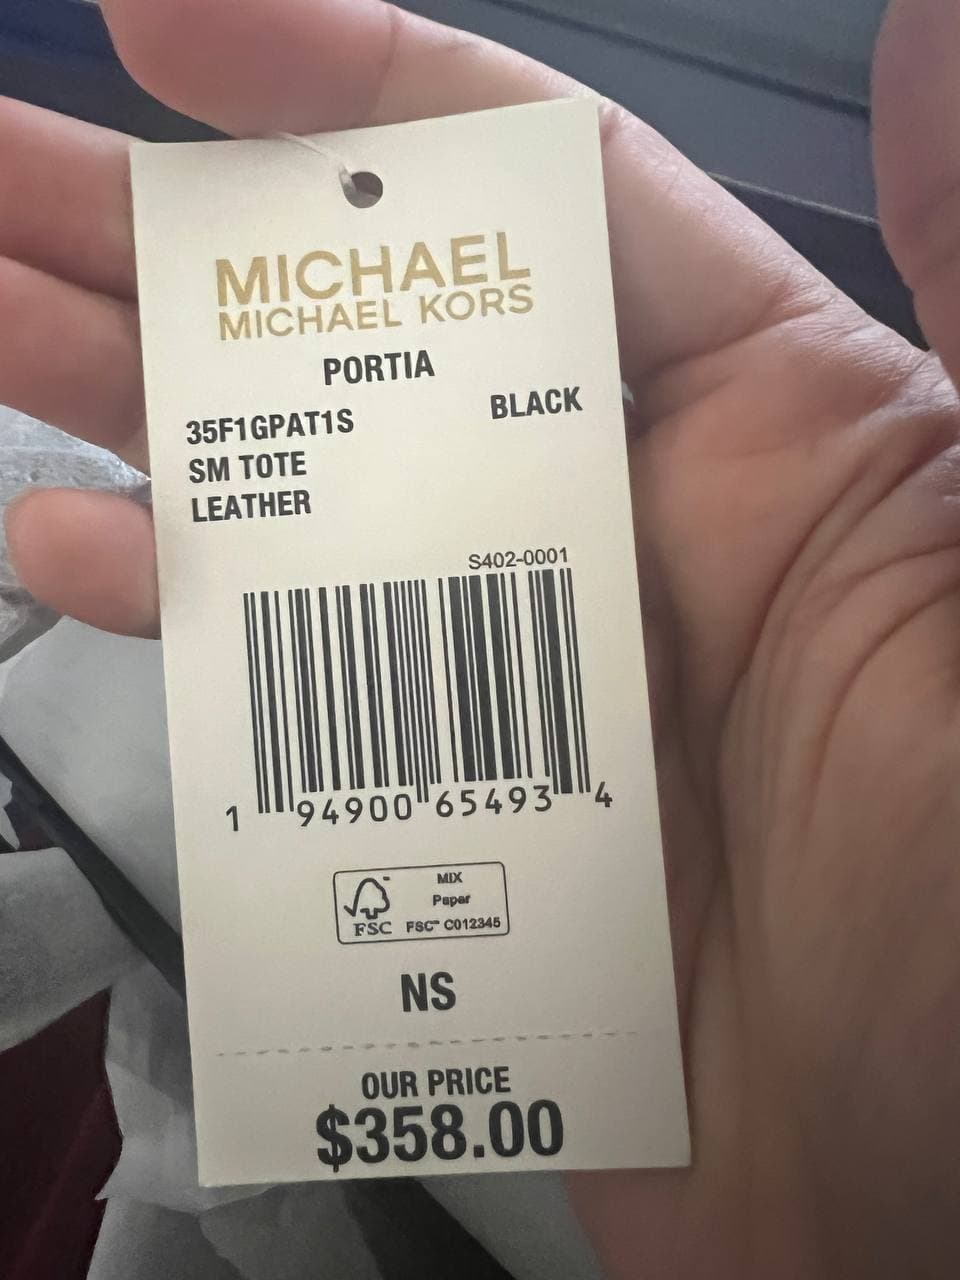 MICHAEL
MICHAEL KORS
PORTIA
35F1GPAT1S BLACK
SM TOTE
LEATHER
S402-0001
1 94900 65493 4
MIX
Paper
FSC FSC™ C012345
NS
OUR PRICE
$358.00